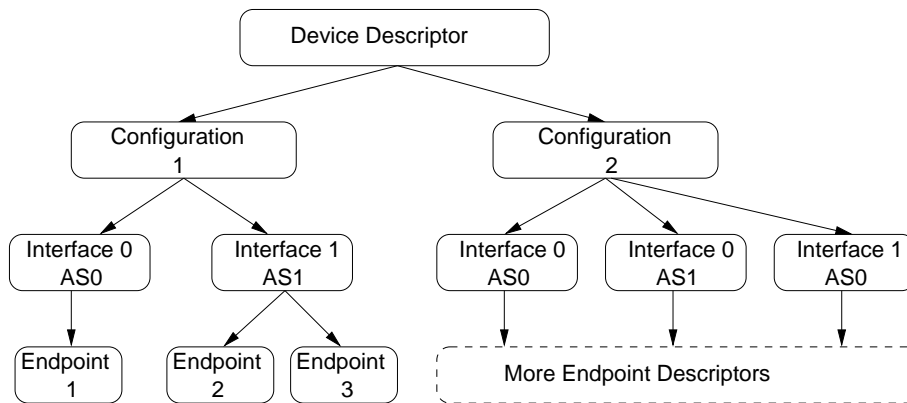 Device Descriptor
Configuration
1
Configuration
2
Interface 0
AS0
Interface 1
AS1
Interface 0
AS0
Interface 0
AS1
Interface 1
AS0
Endpoint
1
Endpoint
2
Endpoint
3
More Endpoint Descriptors